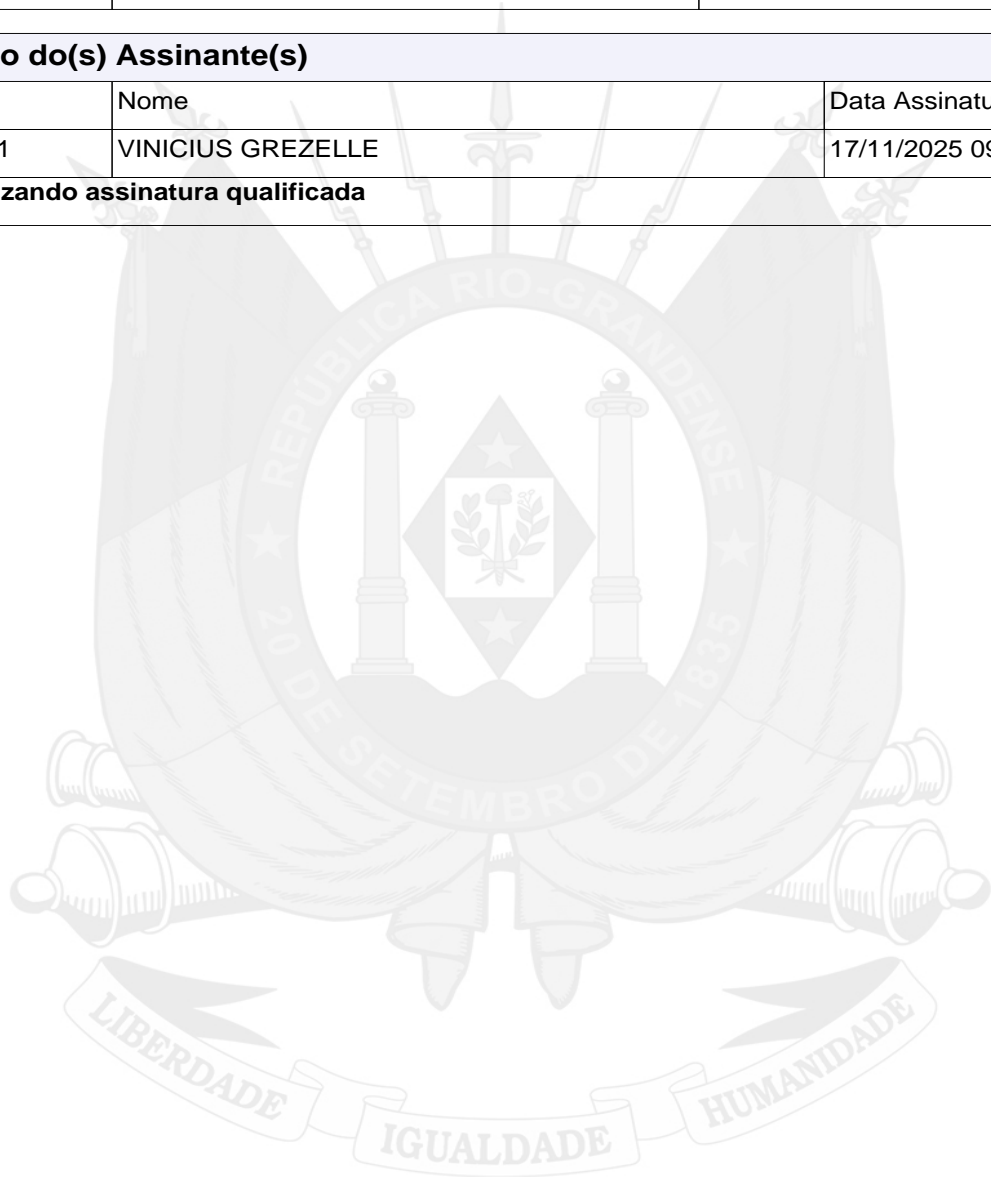 o do(s) Assinante(s)
Nome Data Assinatu
1 VINICIUS GREZELLE 17/11/2025 09
zando assinatura qualificada
REPÚBLICA RIO-GRANDENSE
20 DE SETEMBRO DE 1835
LIBERDADE IGUALDADE HUMANIDADE